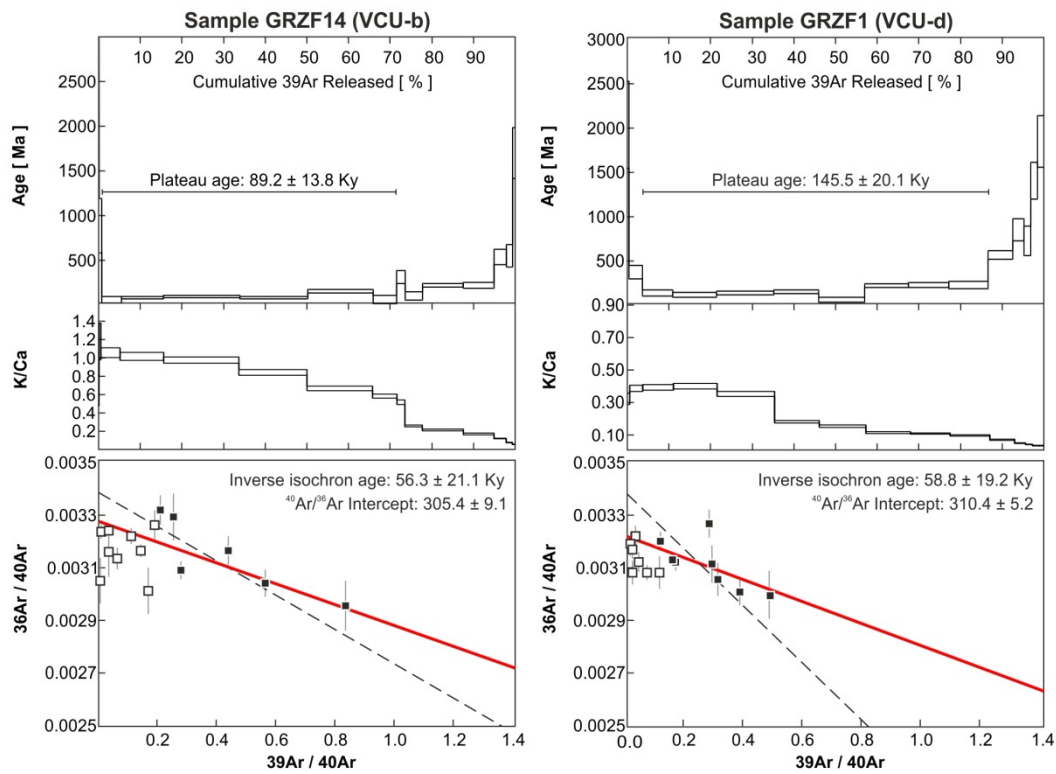 Sample GRZF14 (VCU-b)
10 20 30 40 50 60 70 80 90
Cumulative 39Ar Released [ % ]
2500
2000
1500
1000
500
Age [ Ma ]
Plateau age: 89.2 ± 13.8 Ky
1.4
1.2
1.0
0.8
0.6
0.4
0.2
K/Ca
0.0035
0.0033
0.0031
0.0029
0.0027
0.0025
36Ar / 40Ar
Inverse isochron age: 56.3 ± 21.1 Ky
⁴⁰Ar/³⁶Ar Intercept: 305.4 ± 9.1
0.2 0.4 0.6 0.8 1.0 1.2 1.4
39Ar / 40Ar
Sample GRZF1 (VCU-d)
3000
10 20 30 40 50 60 70 80 90
Cumulative 39Ar Released [ % ]
2500
2000
1500
1000
500
0
Age [ Ma ]
Plateau age: 145.5 ± 20.1 Ky
0.90
0.70
0.50
0.30
0.10
K/Ca
0.0035
0.0033
0.0031
0.0029
0.0027
0.0025
36Ar / 40Ar
Inverse isochron age: 58.8 ± 19.2 Ky
⁴⁰Ar/³⁶Ar Intercept: 310.4 ± 5.2
0.0 0.2 0.4 0.6 0.8 1.0 1.2 1.4
39Ar / 40Ar